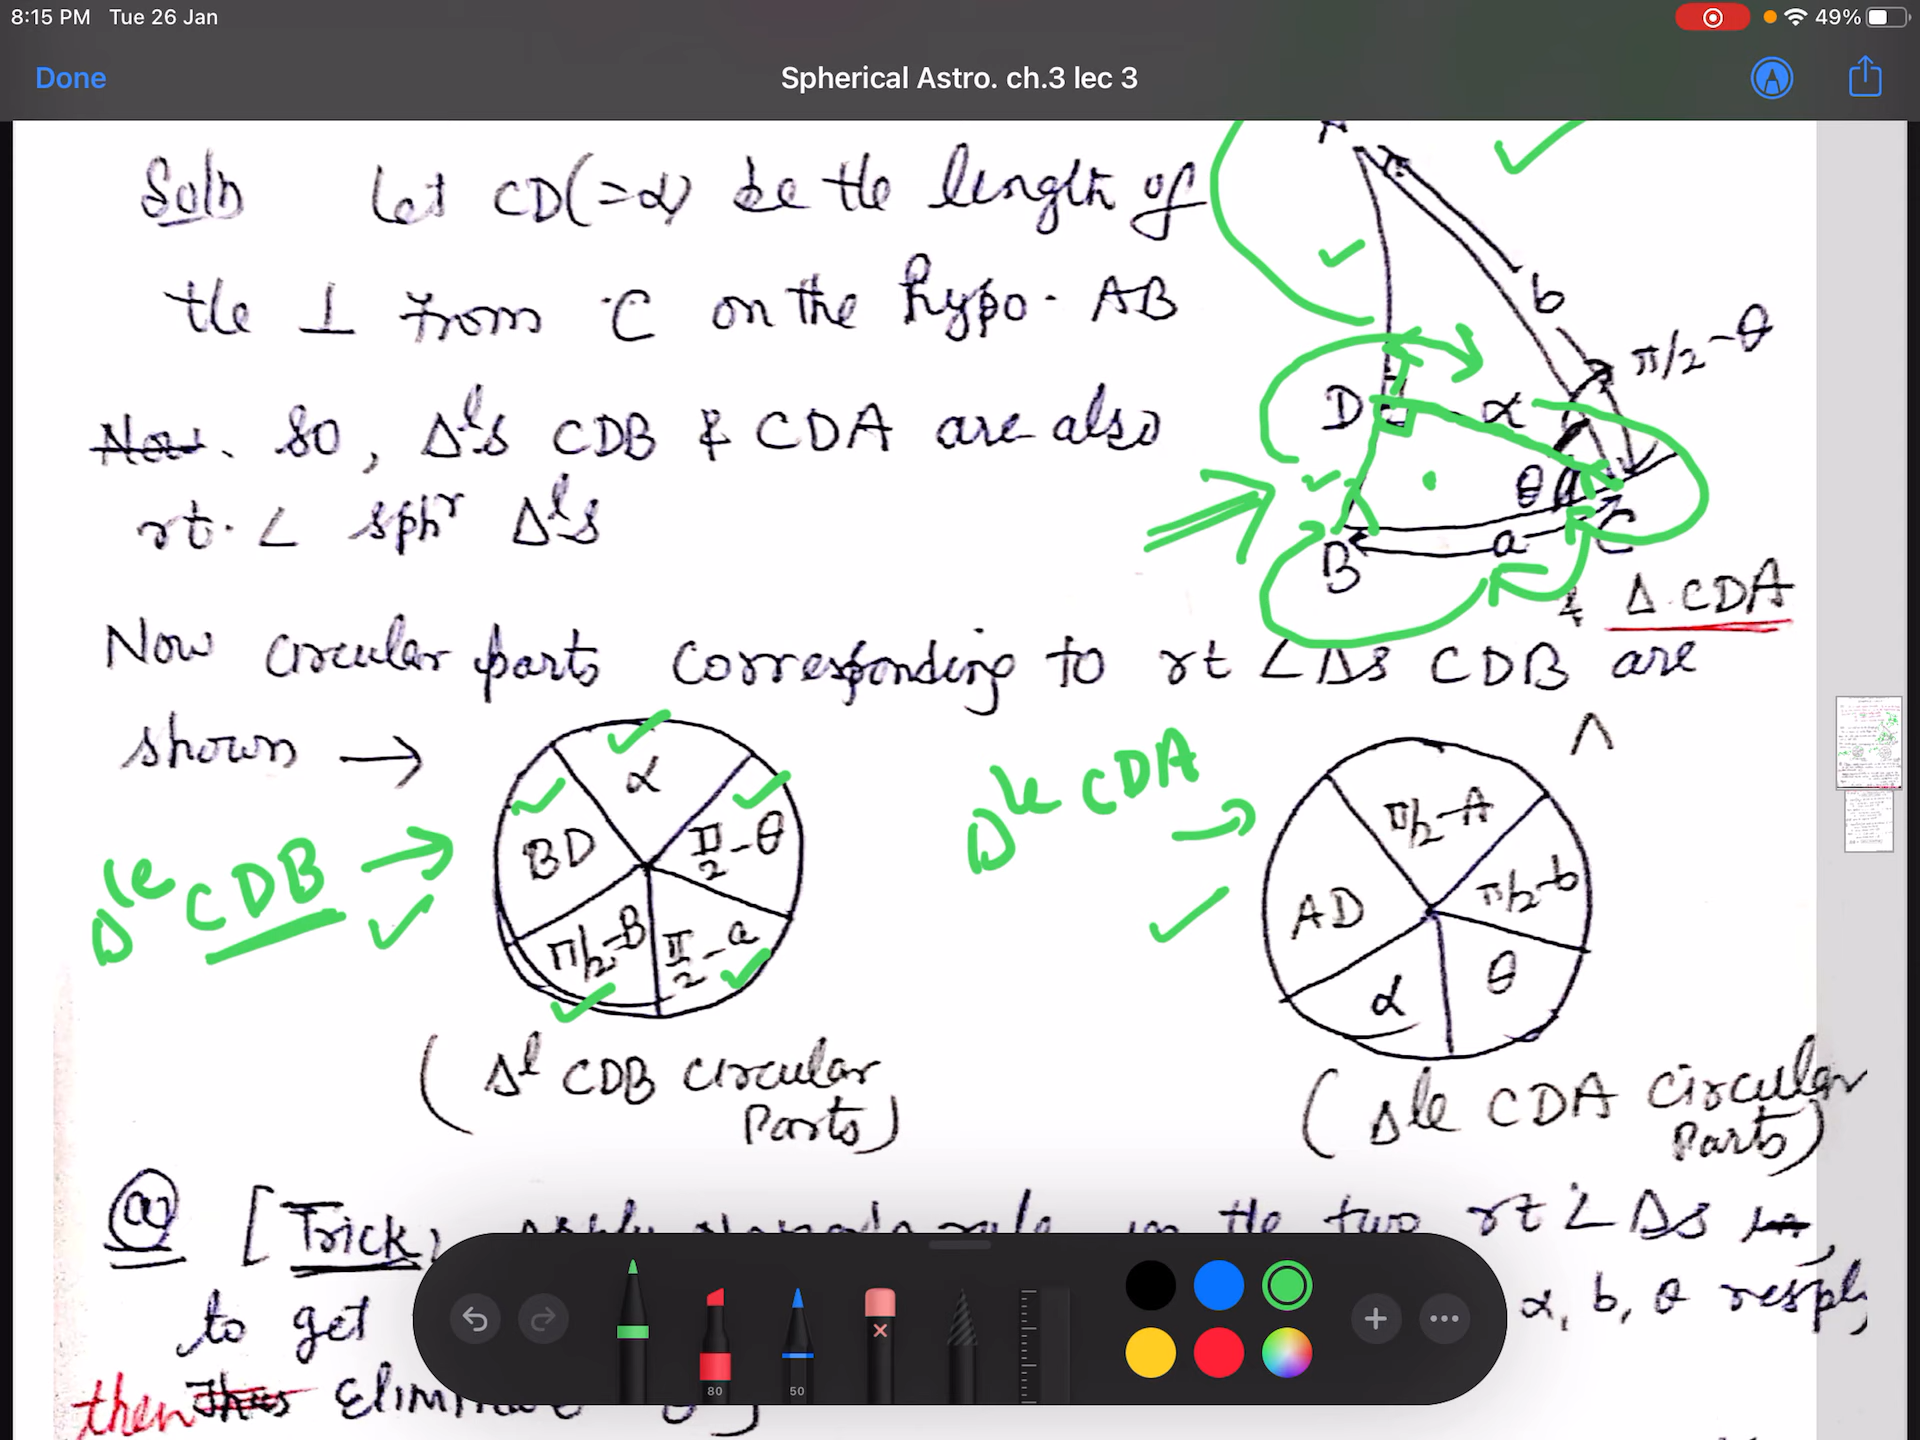 8:15 PM Tue 26 Jan
49%
Done
Spherical Astro. ch.3 lec 3
Soln Let CD(=α) be the length of
the ⊥ from C on the hypo. AB
Now. So, Δls CDB & CDA are also
rt. ∠ sphr Δls
A
b
π/2-θ
D
α
θ
C
a
B
& Δ CDA
Now circular parts corresponding to rt ∠ Δs CDB are
shown →
Δle CDB →
α
BD
π/2-θ
π/2-B
π/2-a
(Δl CDB circular
Parts)
Δle CDA →
π/2-A
AD
π/2-b
α
θ
(Δle CDA circular
Parts)
[Trick, in the two rt ∠ Δs
to get α, b, θ resply
then
80
50